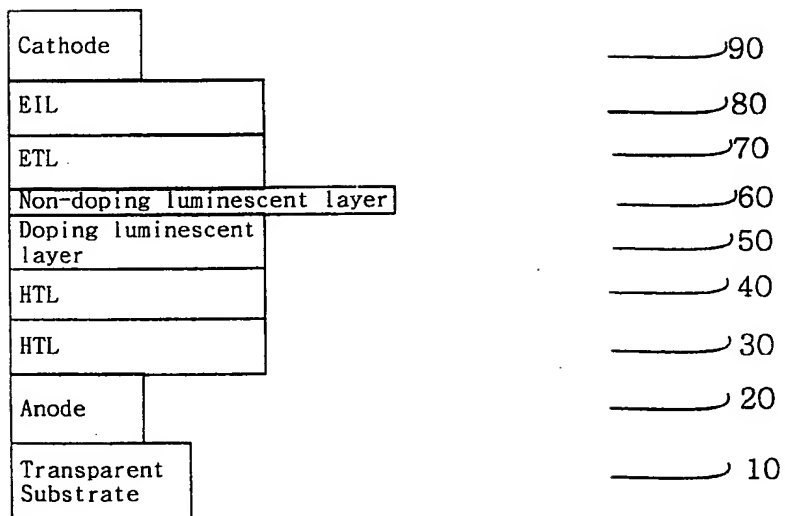 Cathode 90
EIL 80
ETL 70
Non-doping luminescent layer 60
Doping luminescent 50
layer
HTL 40
HTL 30
Anode 20
Transparent 10
Substrate